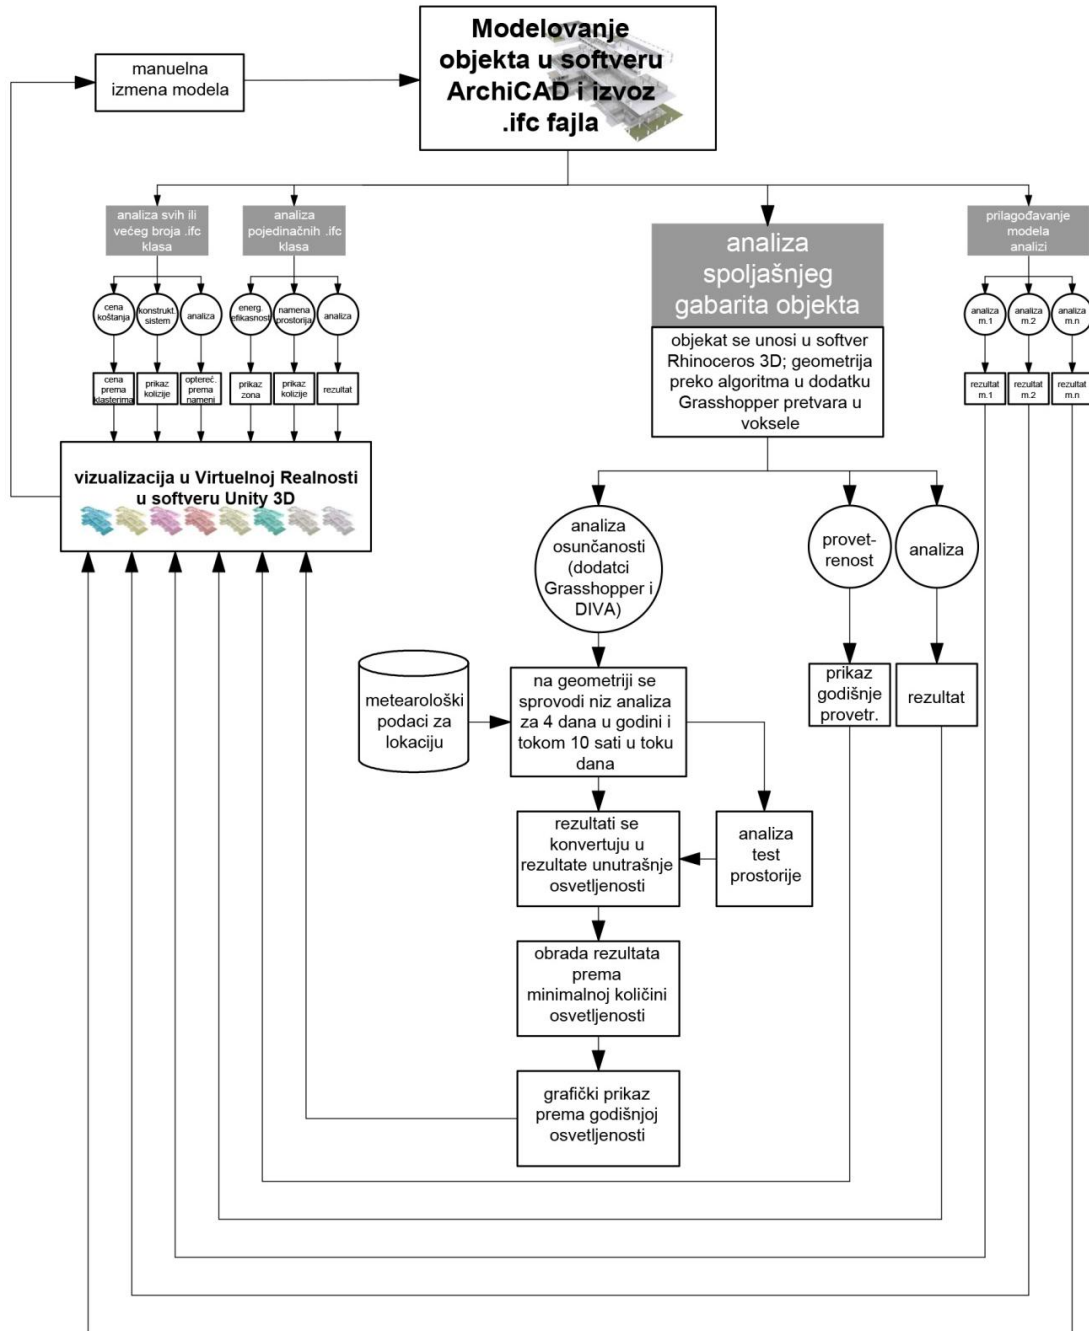 Modelovanje
objekta u softveru
ArchiCAD i izvoz
.ifc fajla
manuelna
izmena modela
analiza svih ili
većeg broja .ifc
klasa
analiza
pojedinačnih .ifc
klasa
analiza
spoljašnjeg
gabarita objekta
prilagođavanje
modela
analizi
cena
koštanja
konstrukt.
sistem
analiza
energ.
efikasnost
namena
prostorija
analiza
analiza
m.1
analiza
m.2
analiza
m.n
cena
prema
klasterima
prikaz
kolizije
optereć.
prema
nameni
prikaz
zona
prikaz
kolizije
rezultat
objekat se unosi u softver
Rhinoceros 3D; geometrija
preko algoritma u dodatku
Grasshopper pretvara u
voksele
rezultat
m.1
rezultat
m.2
rezultat
m.n
vizualizacija u Virtuelnoj Realnosti
u softveru Unity 3D
analiza
osunčanosti
(dodatci
Grasshopper i
DIVA)
provet-
renost
analiza
metearološki
podaci za
lokaciju
na geometriji se
sprovodi niz analiza
za 4 dana u godini i
tokom 10 sati u toku
dana
prikaz
godišnje
provetr.
rezultat
rezultati se
konvertuju u
rezultate unutrašnje
osvetljenosti
analiza
test
prostorije
obrada rezultata
prema
minimalnoj količini
osvetljenosti
grafički prikaz
prema godišnjoj
osvetljenosti